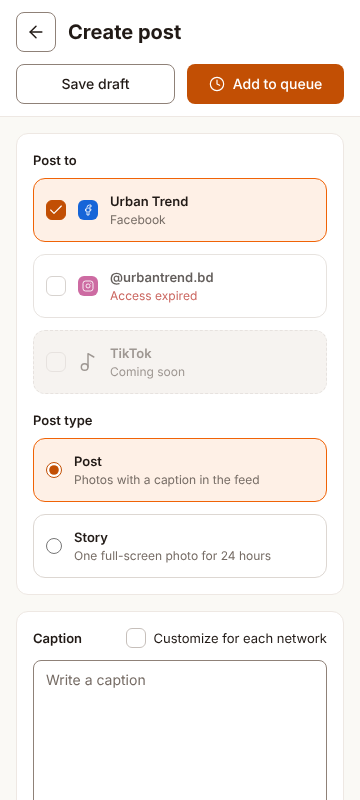 Create post
Save draft
Add to queue
Post to
Urban Trend
Facebook
@urbantrend.bd
Access expired
TikTok
Coming soon
Post type
Post
Photos with a caption in the feed
Story
One full-screen photo for 24 hours
Caption
Customize for each network
Write a caption